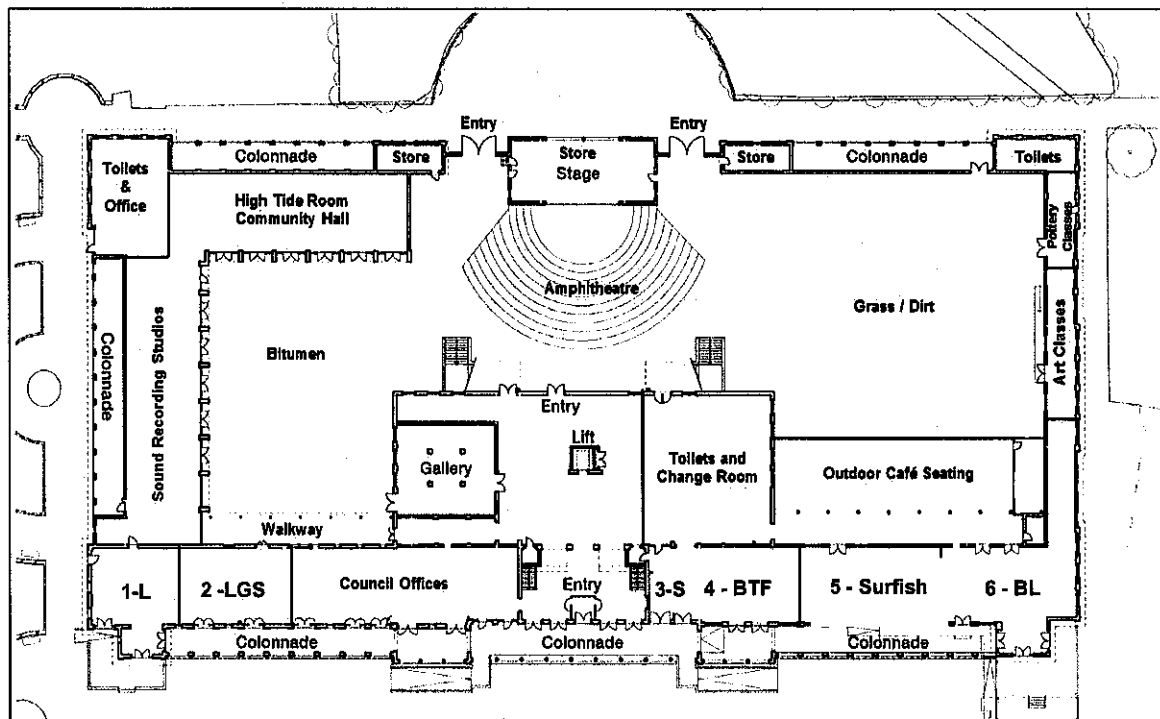 Entry
Entry
Colonnade
Store
Store
Stage
Store
Colonnade
Toilets
Toilets
&
Office
High Tide Room
Community Hall
Pottery
Classes
Amphitheatre
Grass / Dirt
Colonnade
Sound Recording Studios
Bitumen
Art Classes
Entry
Lift
Gallery
Toilets and
Change Room
Outdoor Café Seating
Walkway
1-L
2 -LGS
Council Offices
Entry
3-S
4 - BTF
5 - Surfish
6 - BL
Colonnade
Colonnade
Colonnade